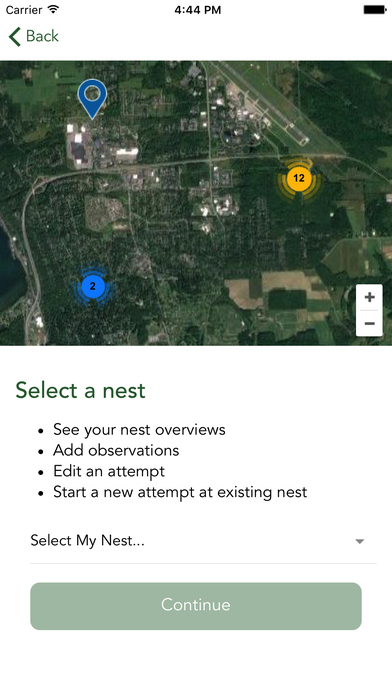 Carrier 4:44 PM
Back
12
2
+
−
Select a nest
• See your nest overviews
• Add observations
• Edit an attempt
• Start a new attempt at existing nest
Select My Nest...
Continue